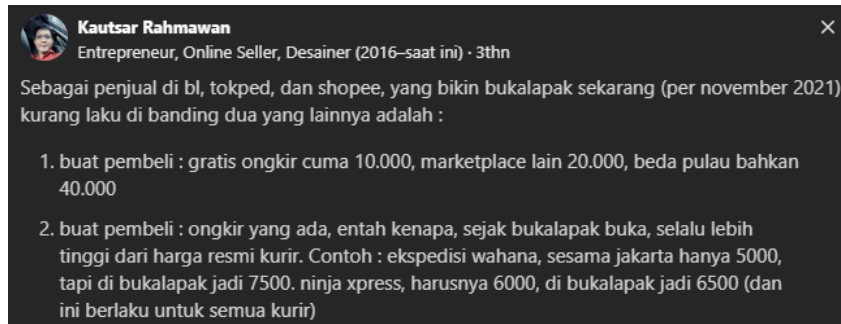 Kautsar Rahmawan
Entrepreneur, Online Seller, Desainer (2016–saat ini) · 3thn
Sebagai penjual di bl, tokped, dan shopee, yang bikin bukalapak sekarang (per november 2021)
kurang laku di banding dua yang lainnya adalah :
1. buat pembeli : gratis ongkir cuma 10.000, marketplace lain 20.000, beda pulau bahkan
40.000
2. buat pembeli : ongkir yang ada, entah kenapa, sejak bukalapak buka, selalu lebih
tinggi dari harga resmi kurir. Contoh : ekspedisi wahana, sesama jakarta hanya 5000,
tapi di bukalapak jadi 7500. ninja xpress, harusnya 6000, di bukalapak jadi 6500 (dan
ini berlaku untuk semua kurir)